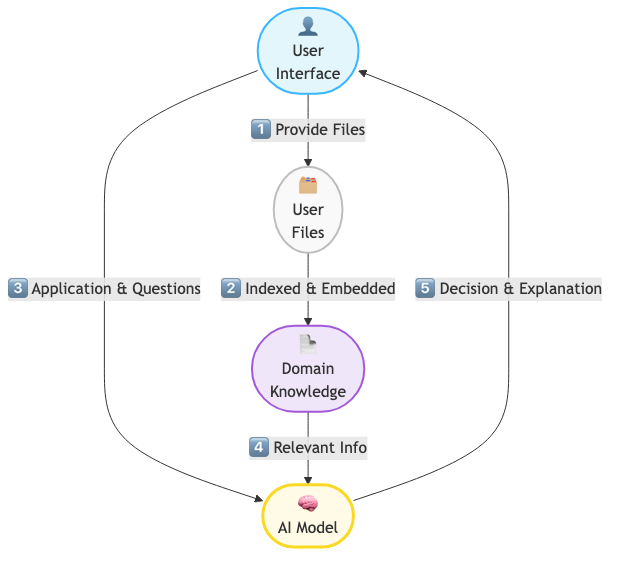 User
Interface
1 Provide Files
User
Files
3 Application & Questions
2 Indexed & Embedded
5 Decision & Explanation
Domain
Knowledge
4 Relevant Info
AI Model